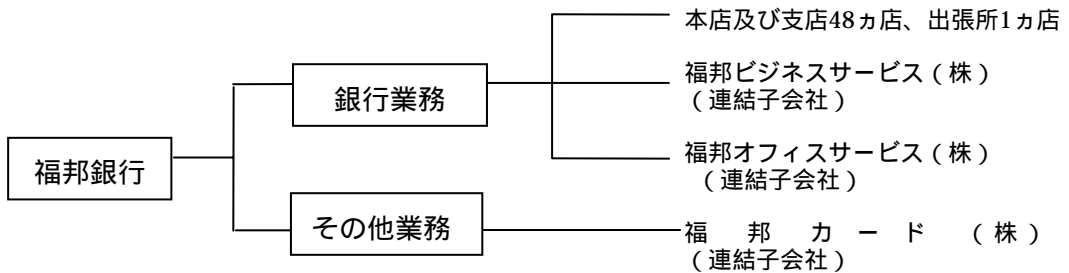 本店及び支店48ヵ店、出張所1ヵ店
福邦ビジネスサービス（株）
（連結子会社）
銀行業務
福邦銀行
福邦オフィスサービス（株）
（連結子会社）
その他業務
福邦カード（株）
（連結子会社）